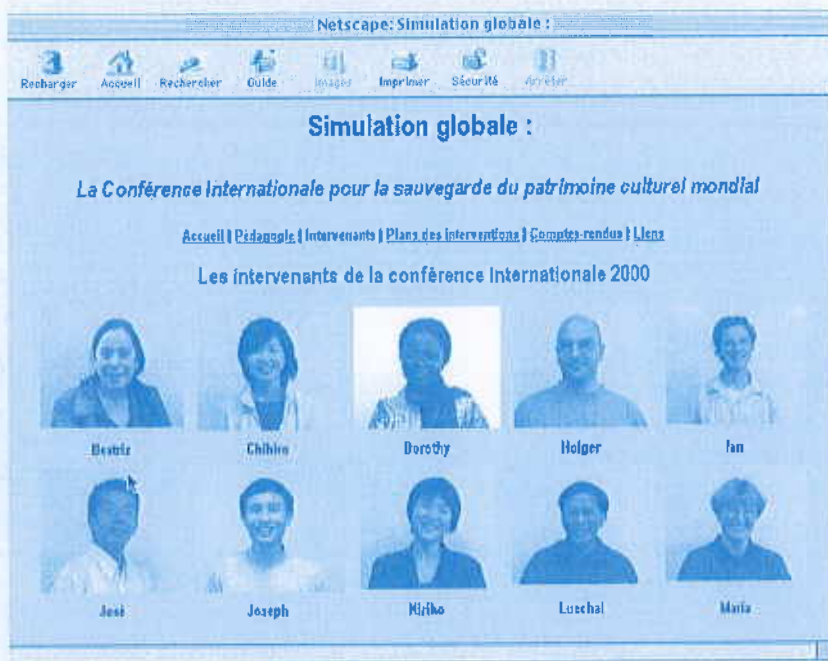 Netscape: Simulation globale :
Recharger Accueil Rechercher Guide Images Imprimer Sécurité Arrêter
Simulation globale :
La Conférence Internationale pour la sauvegarde du patrimoine culturel mondial
Accueil | Pédagogie | Intervenants | Plans des interventions | Comptes-rendus | Liens
Les intervenants de la conférence Internationale 2000
Beatriz Chihiro Dorothy Holger Ian
José Joseph Luechai Maria